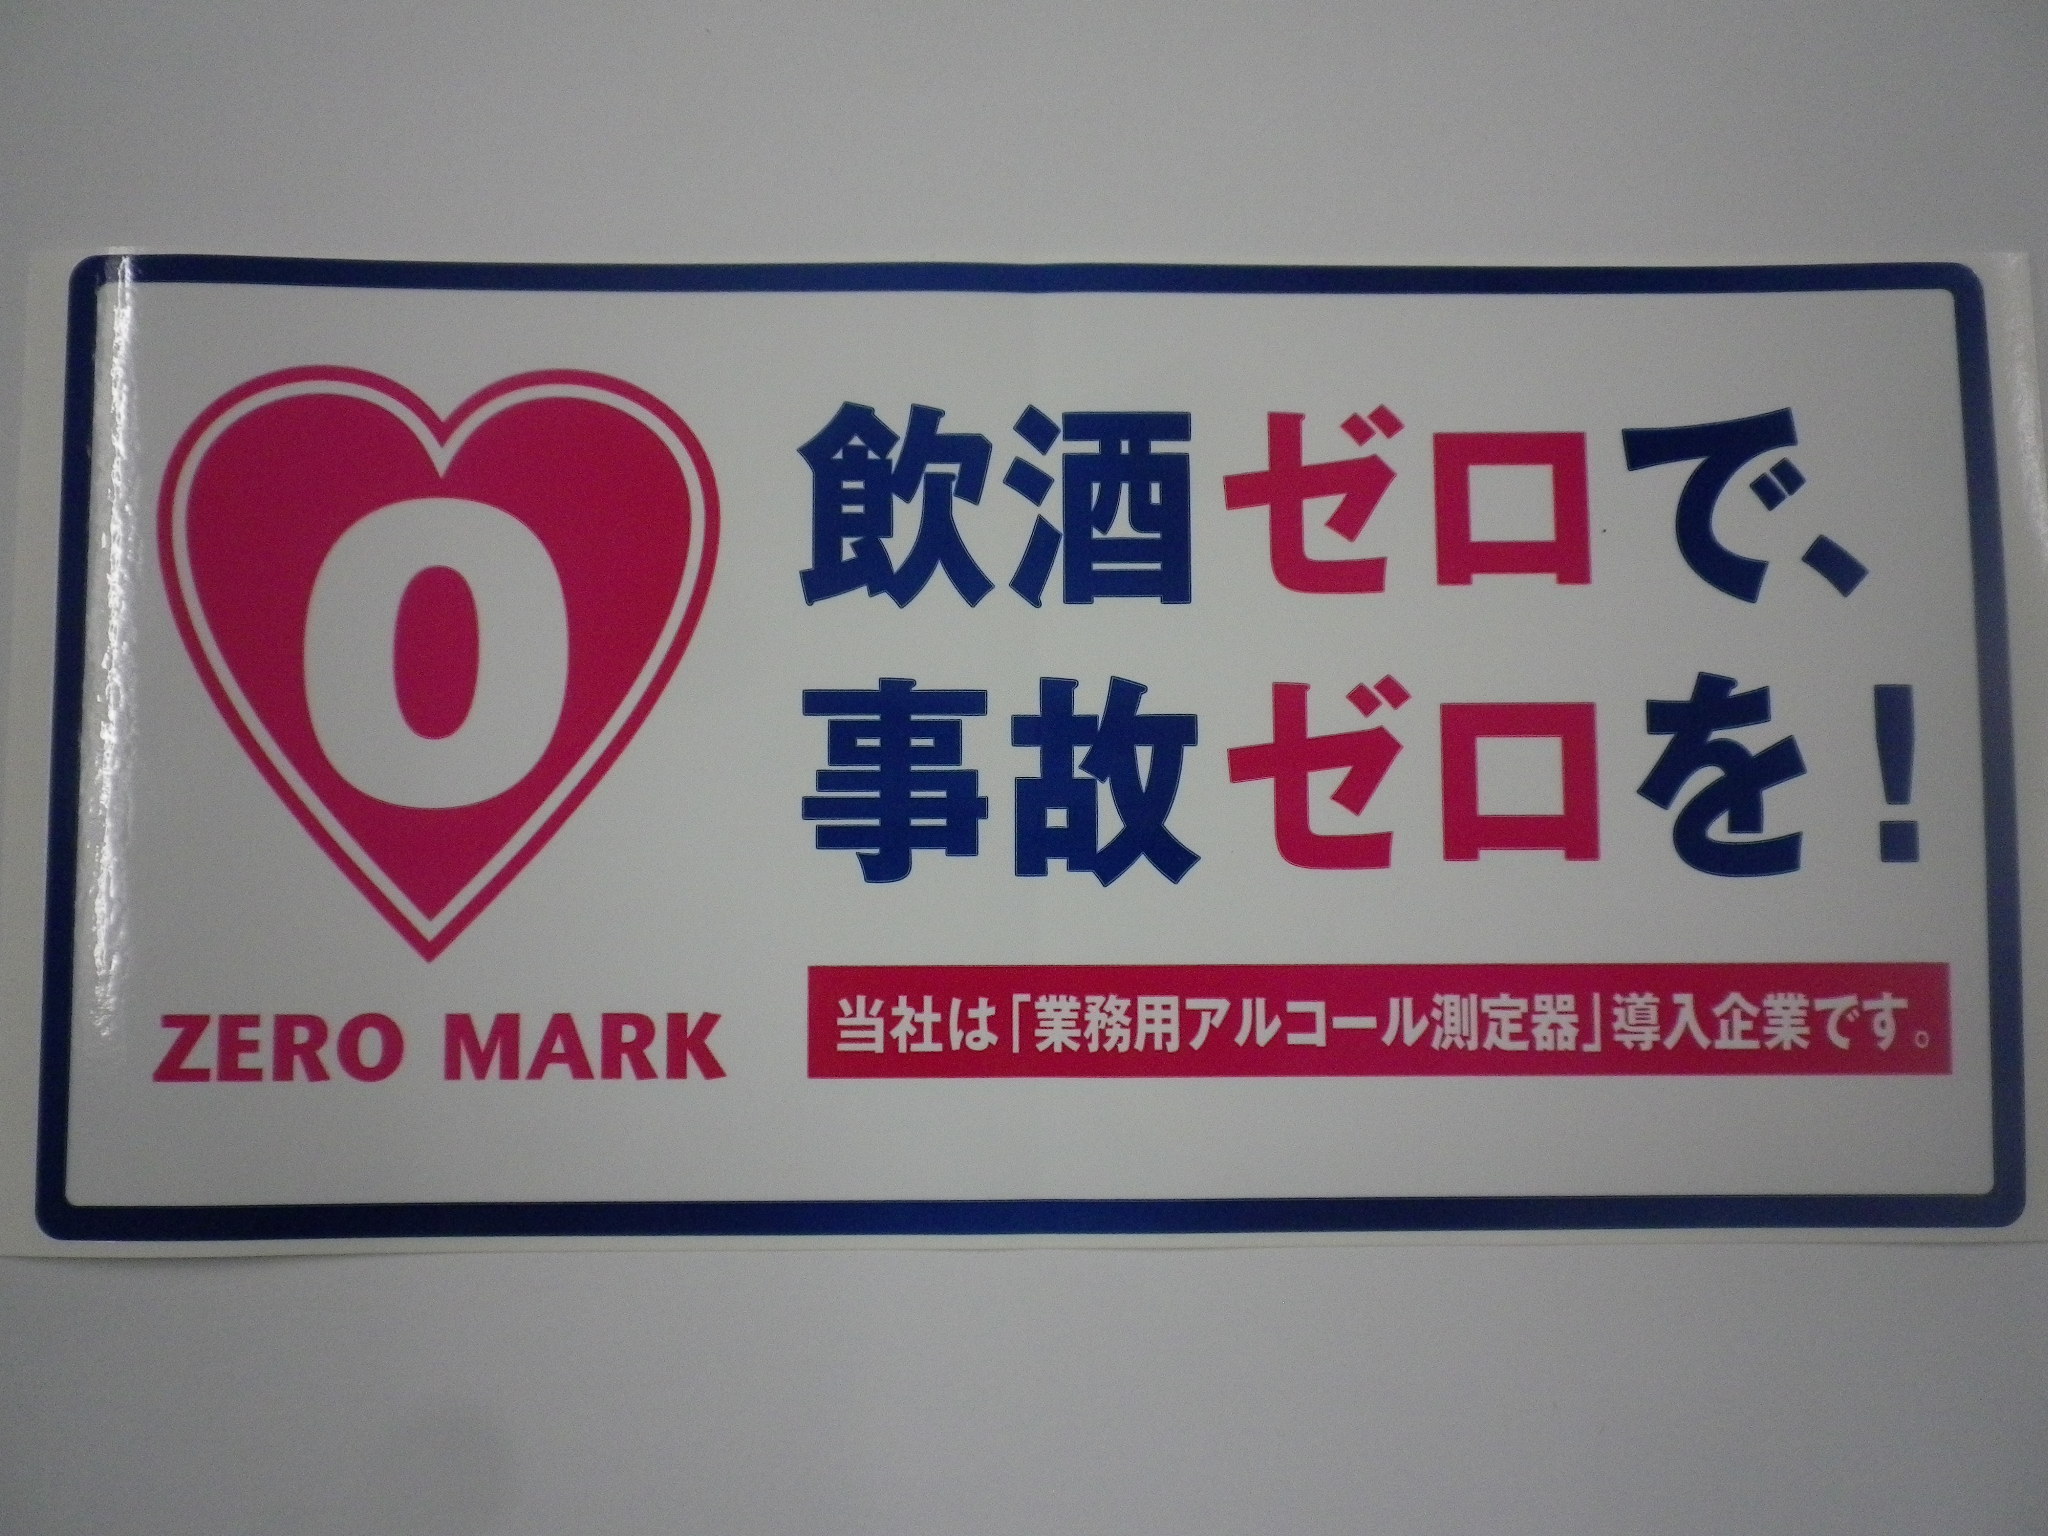 0
ZERO MARK
飲酒ゼロで、
事故ゼロを!
当社は「業務用アルコール測定器」導入企業です。